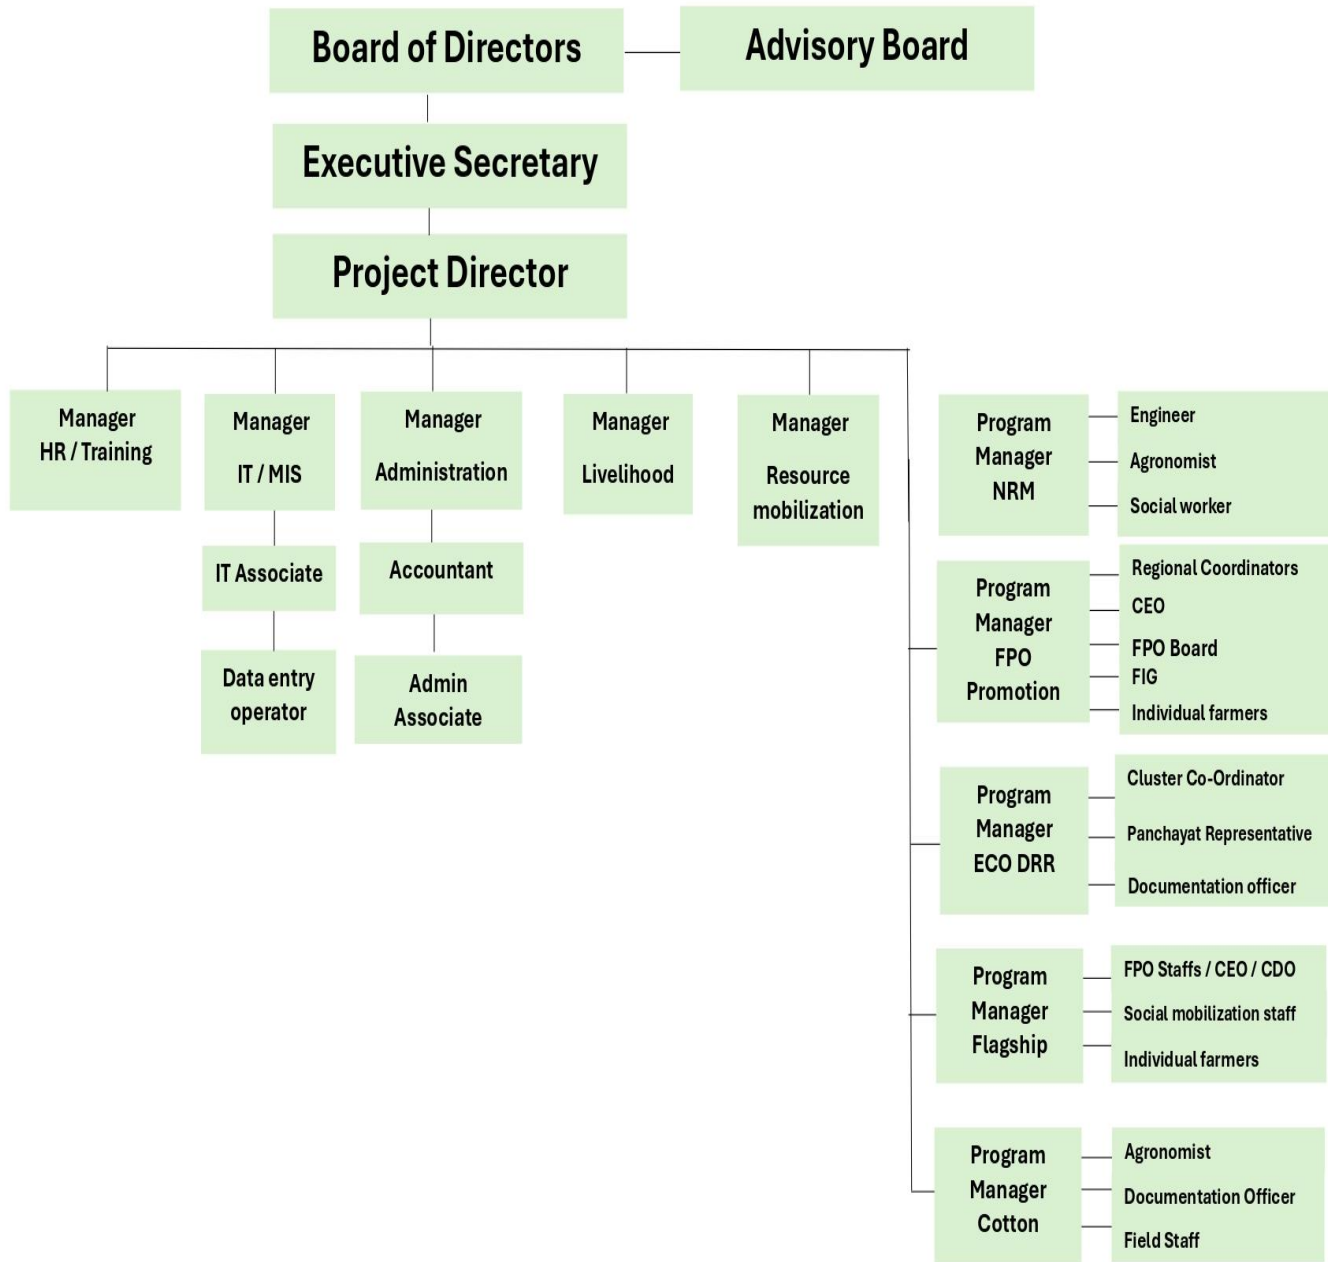 Board of Directors
Advisory Board
Executive Secretary
Project Director
Manager
HR / Training
Manager
IT / MIS
Manager
Administration
Manager
Livelihood
Manager
Resource
mobilization
IT Associate
Accountant
Data entry
operator
Admin
Associate
Program
Manager
NRM
Engineer
Agronomist
Social worker
Program
Manager
FPO
Promotion
Regional Coordinators
CEO
FPO Board
FIG
Individual farmers
Program
Manager
ECO DRR
Cluster Co-Ordinator
Panchayat Representative
Documentation officer
Program
Manager
Flagship
FPO Staffs / CEO / CDO
Social mobilization staff
Individual farmers
Program
Manager
Cotton
Agronomist
Documentation Officer
Field Staff